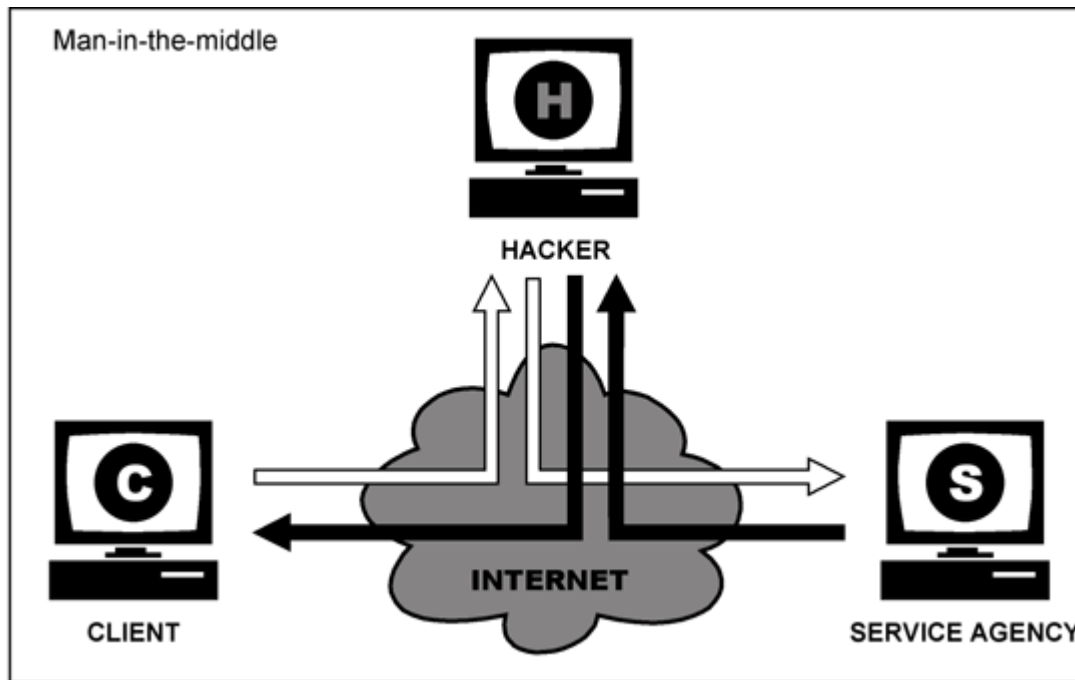 Man-in-the-middle
H
HACKER
C
S
INTERNET
CLIENT
SERVICE AGENCY